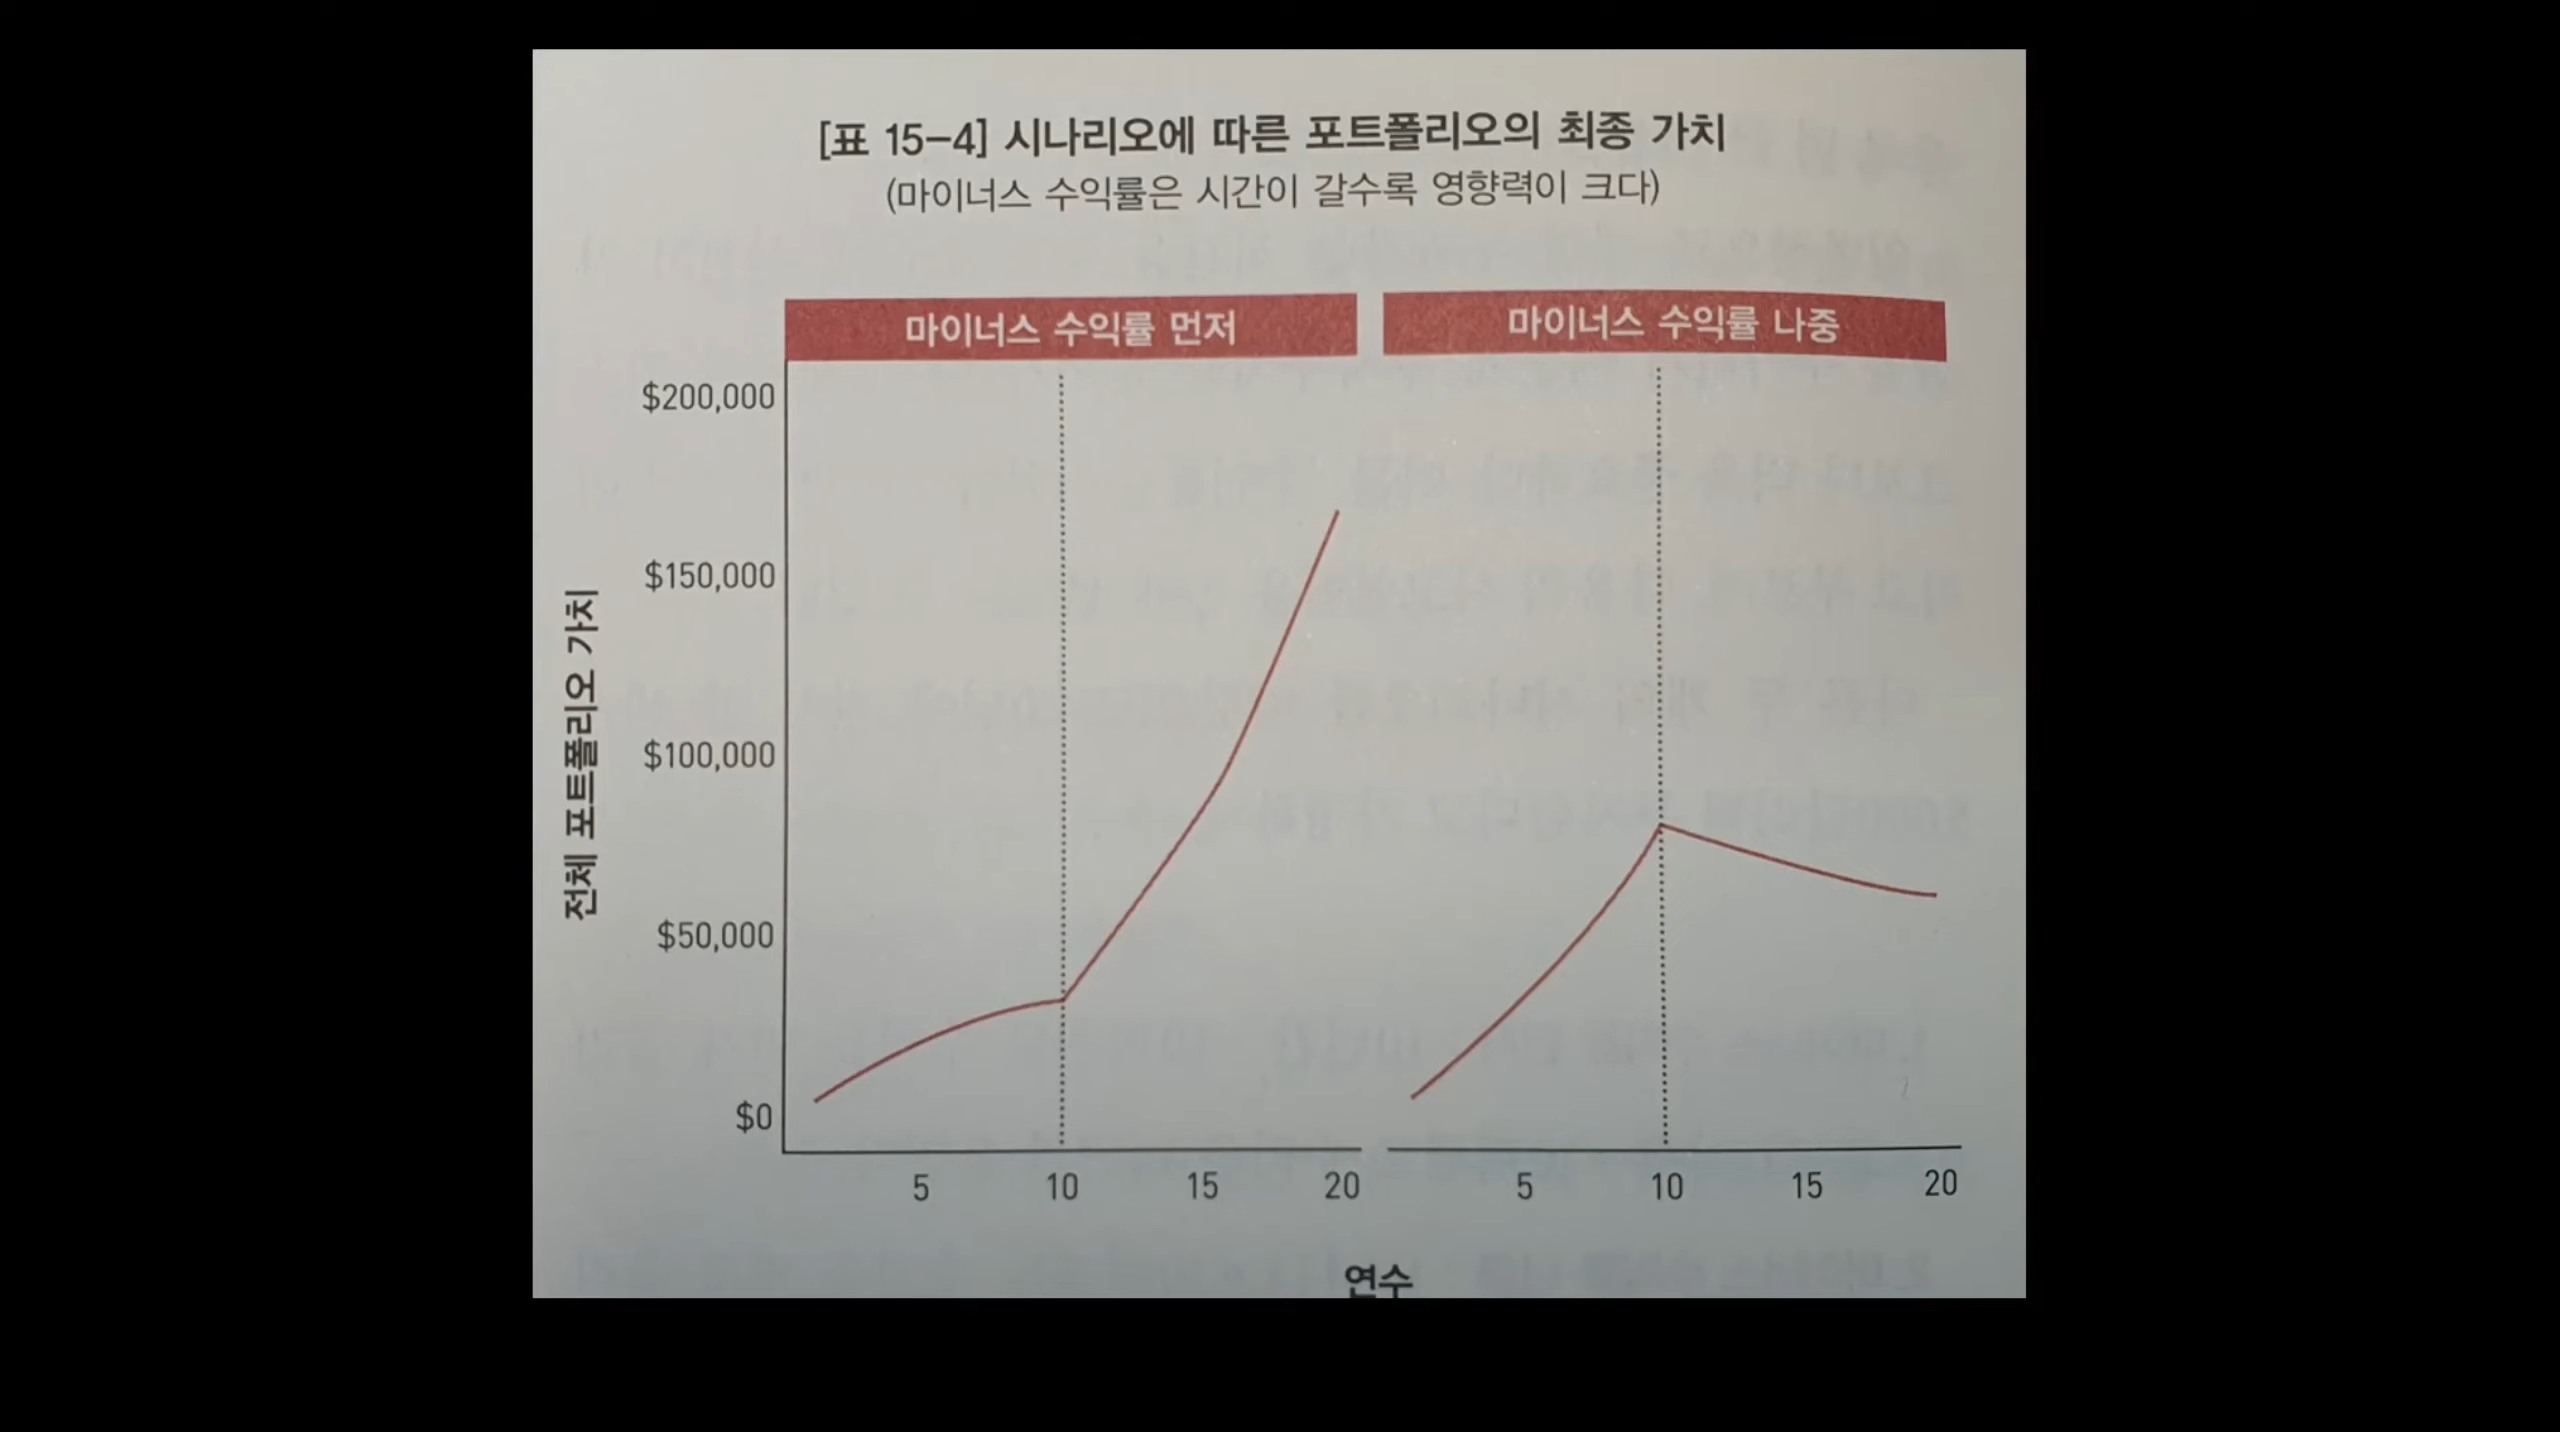 [표 15-4] 시나리오에 따른 포트폴리오의 최종 가치
(마이너스 수익률은 시간이 갈수록 영향력이 크다)
마이너스 수익률 먼저
마이너스 수익률 나중
전체 포트폴리오 가치
$200,000
$150,000
$100,000
$50,000
$0
5 10 15 20
5 10 15 20
연수